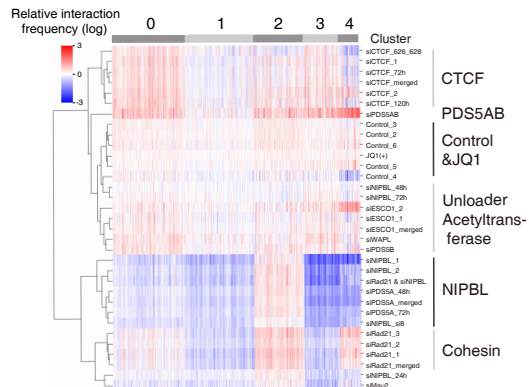 Relative interaction
frequency (log)
3
0
-3
0 1 2 3 4
Cluster
siCTCF_626_628
siCTCF_1
siCTCF_72h
siCTCF_merged
siCTCF_2
siCTCF_120h
CTCF
siPDS5AB
PDS5AB
Control_3
Control_2
Control_6
JQ1(+)
Control_5
Control_4
Control
&JQ1
siNIPBL_48h
siNIPBL_72h
siESCO1_2
siESCO1_1
siESCO1_merged
siWAPL
siPDS5B
Unloader
Acetyltrans-
ferase
siNIPBL_1
siNIPBL_2
siRad21 & siNIPBL
siPDS5A_48h
siPDS5A_merged
siPDS5A_72h
siNIPBL_si8
NIPBL
siRad21_3
siRad21_2
siRad21_1
siRad21_merged
Cohesin
siNIPBL_24h
siMau2